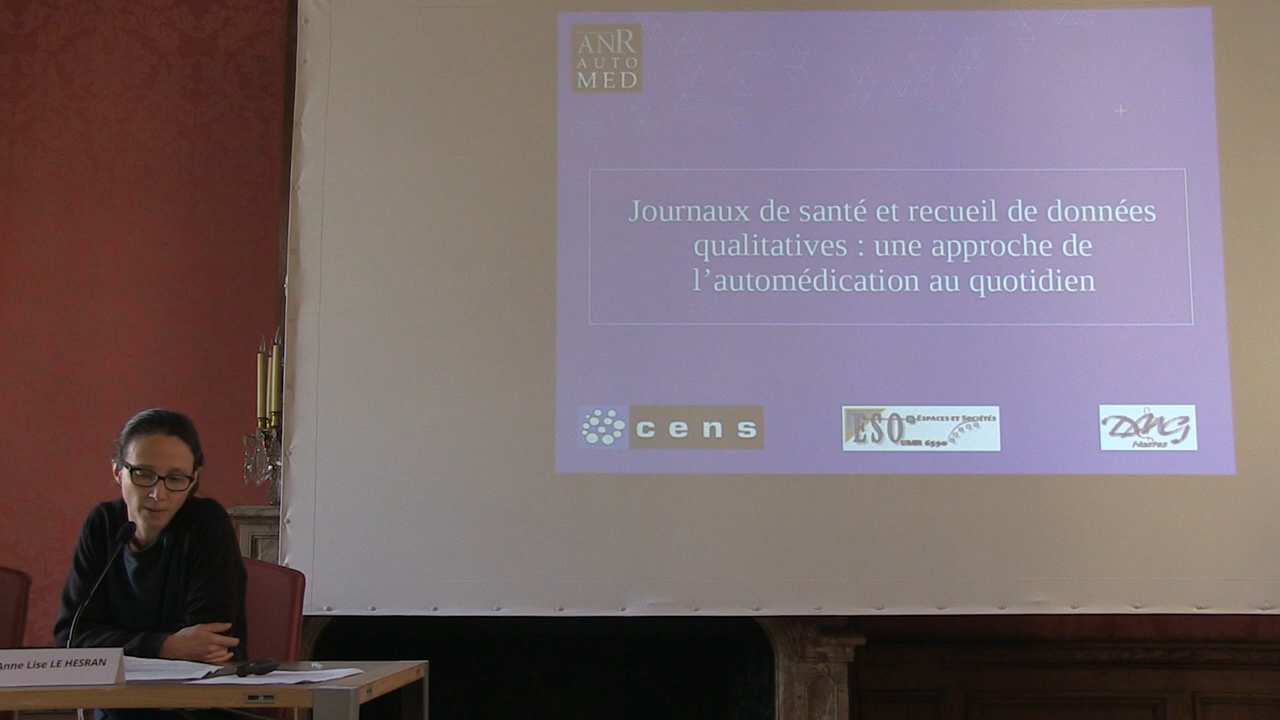 ANR
AUTO
MED
Journaux de santé et recueil de données
qualitatives : une approche de
l’automédication au quotidien
cens
ESO ESPACES ET SOCIÉTÉS
UMR 6590
Nantes
Anne Lise LE HESRAN